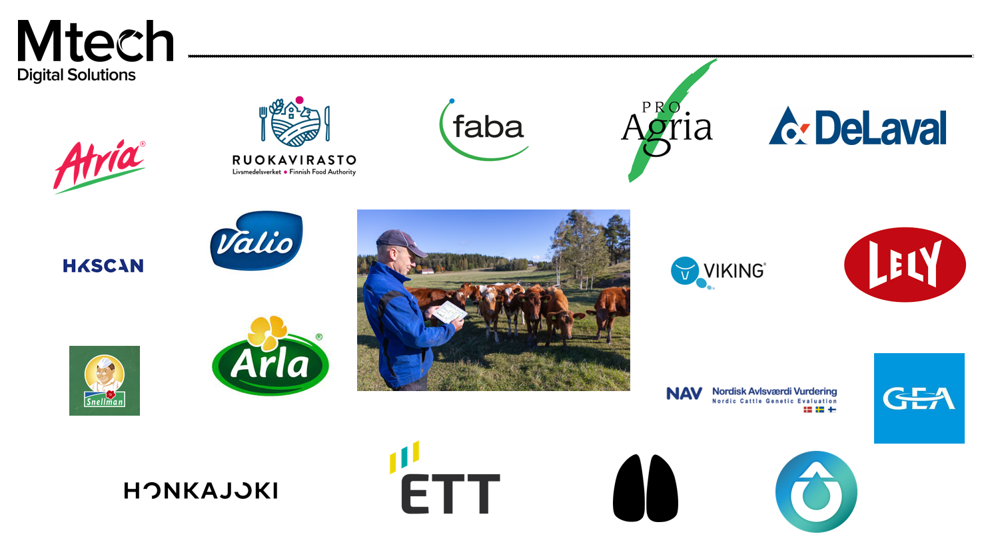 Mtech
Digital Solutions
Atria®
RUOKAVIRASTO
Livsmedelsverket • Finnish Food Authority
faba
PRO
Agria
DeLaval
HKSCAN
Valio
VIKING®
LELY
Snellman
Arla®
NAV Nordisk Avlsværdi Vurdering
Nordic Cattle Genetic Evaluation
GEA
HONKAJOKI
ETT